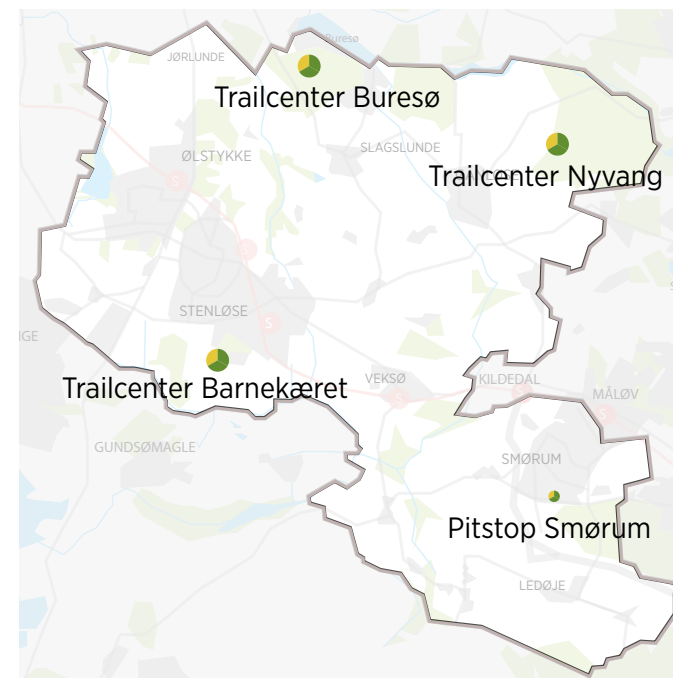 Buresø
JØRLUNDE
Trailcenter Buresø
ØLSTYKKE
SLAGSLUNDE
Trailcenter Nyvang
S
S
STENLØSE
S
Trailcenter Barnekæret
VEKSØ
KILDEDAL
S
S
MÅLØV
S
GUNDSØMAGLE
SMØRUM
Pitstop Smørum
LEDØJE